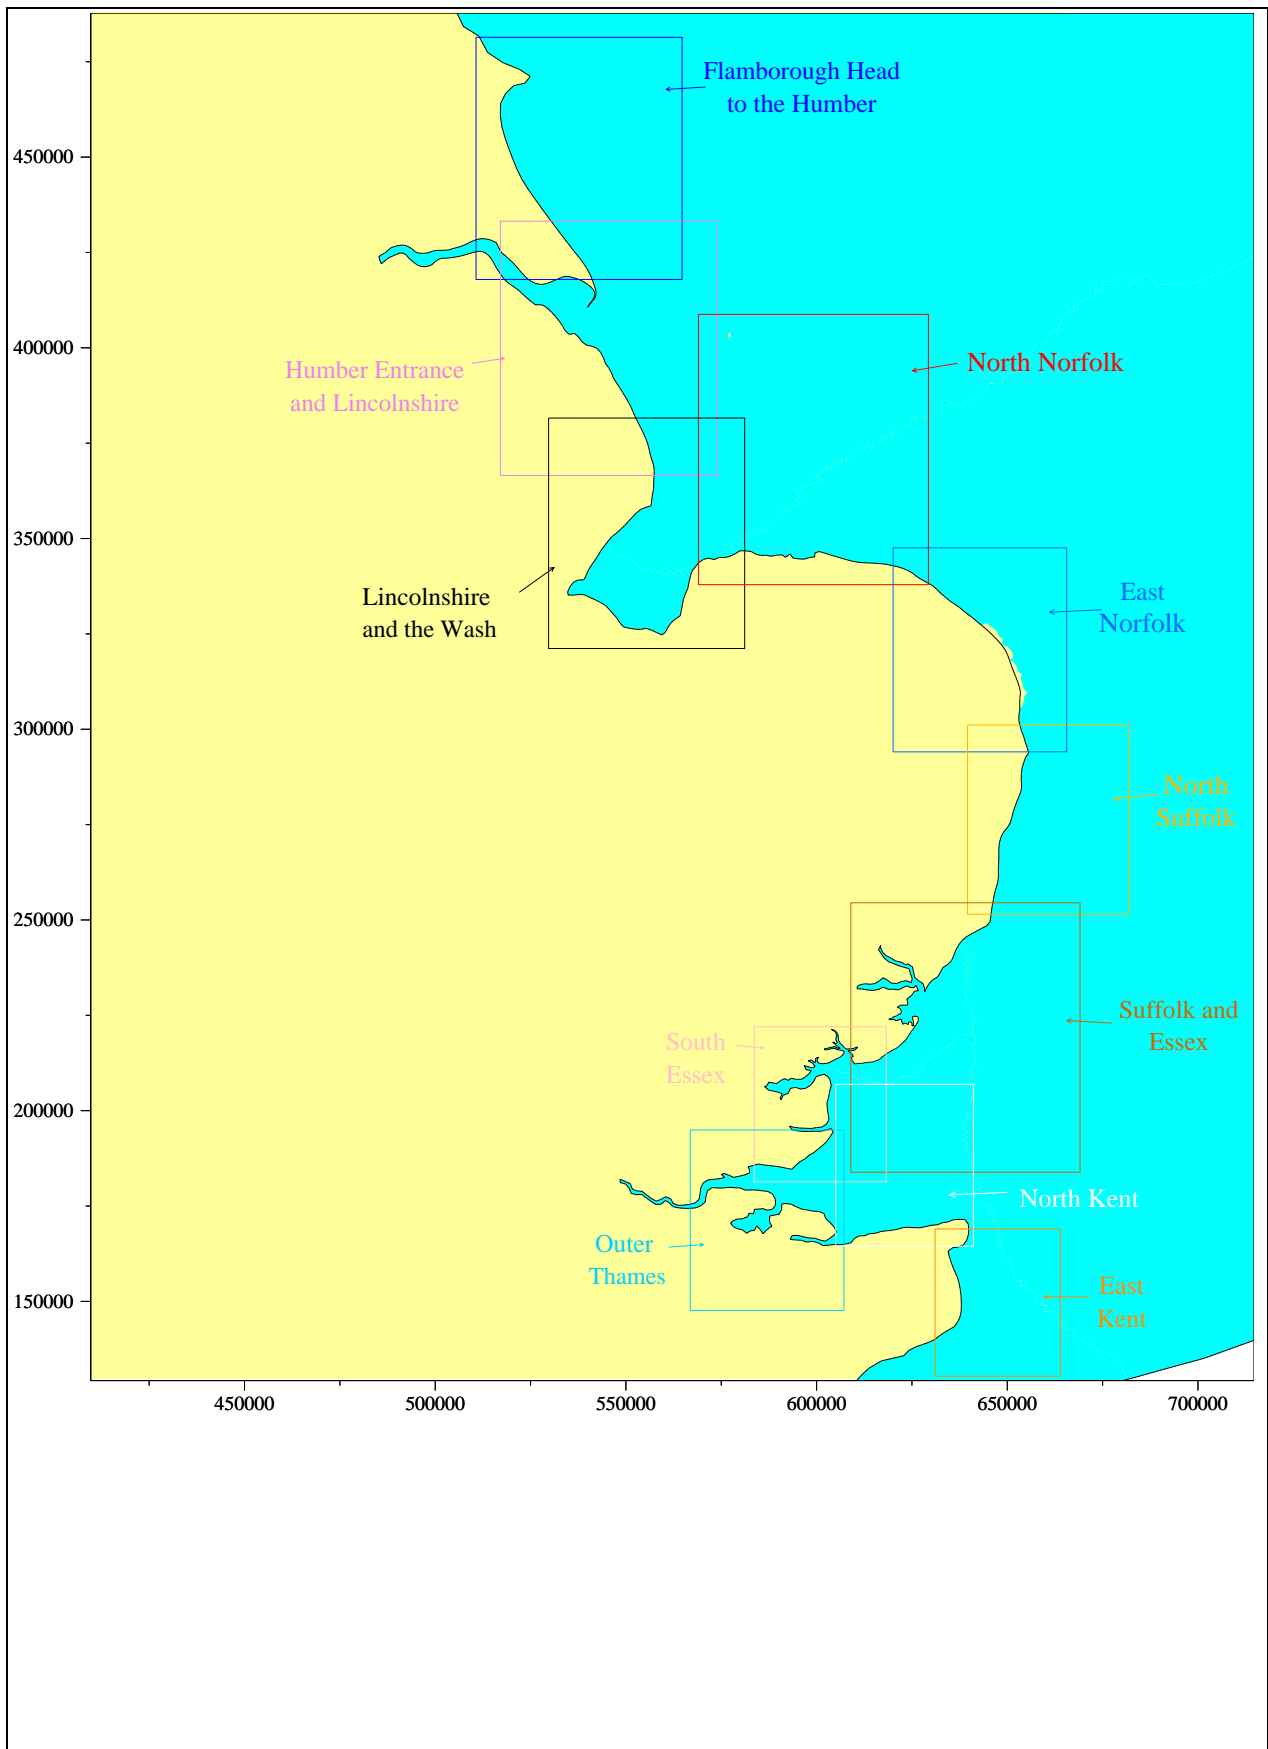 Flamborough Head
to the Humber
450000
400000
North Norfolk
Humber Entrance
and Lincolnshire
350000
Lincolnshire
and the Wash
East
Norfolk
300000
North
Suffolk
250000
Suffolk and
Essex
South
Essex
200000
North Kent
Outer
Thames
East
Kent
150000
450000 500000 550000 600000 650000 700000